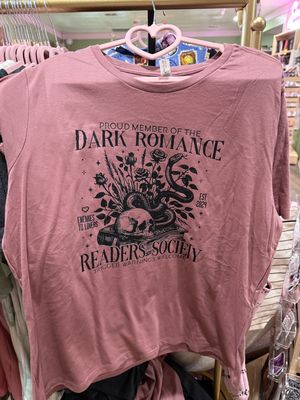 PROUD MEMBER OF THE
DARK ROMANCE
ENEMIES
TO LOVERS
EST
2024
READERS SOCIETY
TRIGGER WARNINGS WELCOME